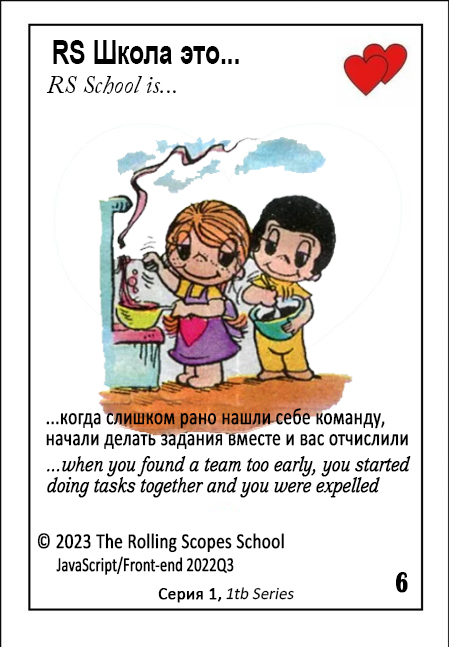 RS Школа это...
RS School is...
...когда слишком рано нашли себе команду,
начали делать задания вместе и вас отчислили
...when you found a team too early, you started
doing tasks together and you were expelled
© 2023 The Rolling Scopes School
JavaScript/Front-end 2022Q3
6
Серия 1, 1tb Series